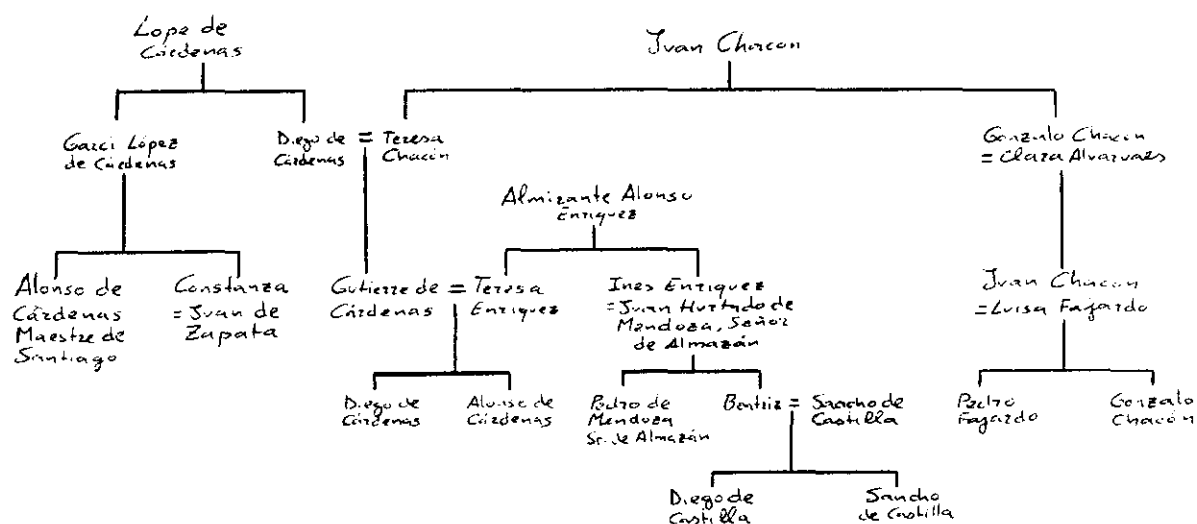 Lope de
Cárdenas
Juan Chacon
Garci López
de Cárdenas
Diego de
Cárdenas
=
Teresa
Chacón
Gonzalo Chacon
= Clara Alvarnaes
Almirante Alonso
Enriquez
Alonso de
Cárdenas
Maestre de
Santiago
Constanza
= Juan de
Zapata
Gutierre de
Cárdenas
=
Teresa
Enriquez
Ines Enriquez
= Juan Hurtado de
Mendoza, Señor
de Almazán
Juan Chacon
= Luisa Fajardo
Diego de
Cárdenas
Alonso de
Cárdenas
Pedro de
Mendoza
Sr. de Almazán
Beatriz
=
Sancho de
Castilla
Pedro
Fajardo
Gonzalo
Chacón
Diego de
Castilla
Sancho
de Castilla